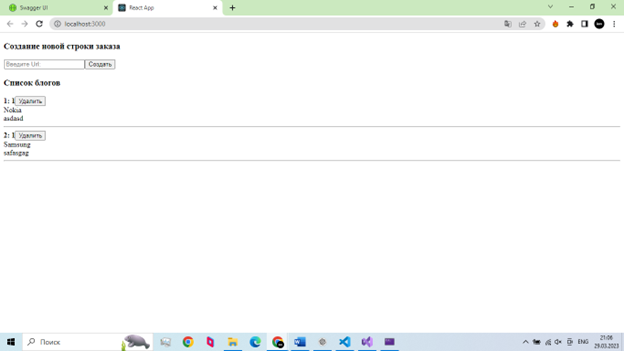 Swagger UI
React App
localhost:3000
Создание новой строки заказа
Введите Url
Создать
Список блогов
1: 1 Удалить
Nokia
asdasd
2: 1 Удалить
Samsung
safasgag
Поиск
ENG
21:06
29.03.2023